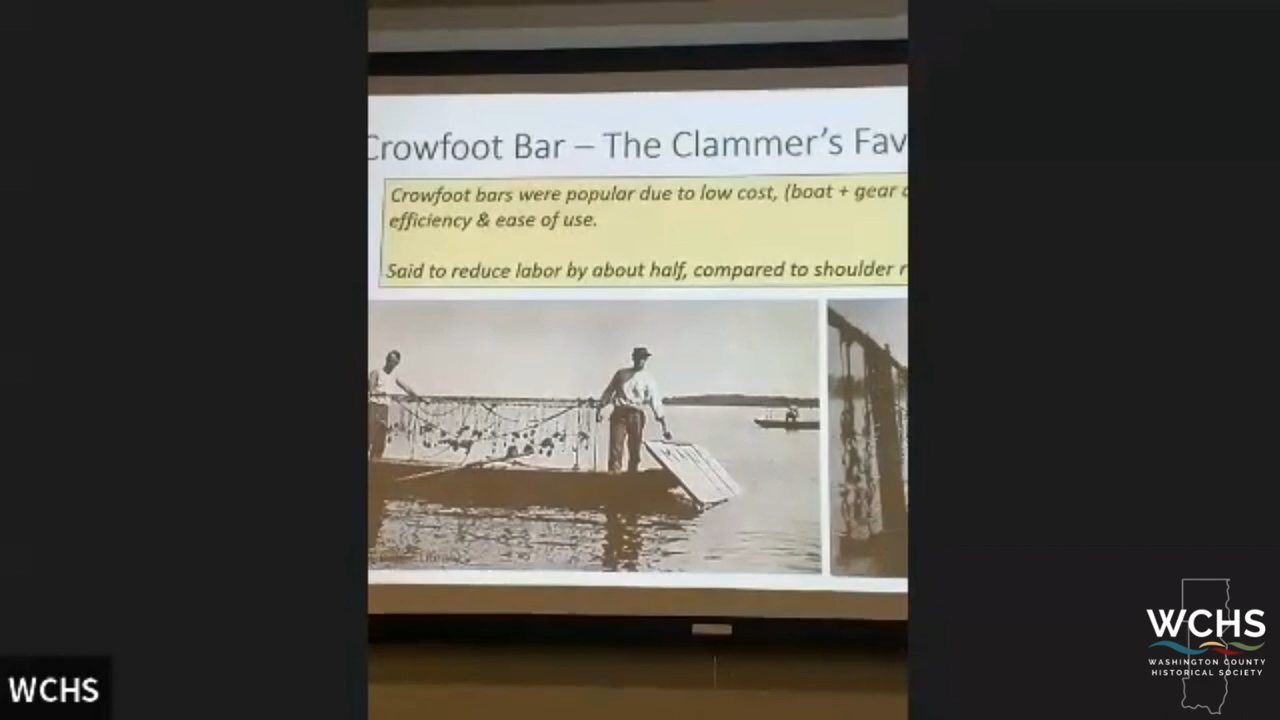 Crowfoot Bar – The Clammer's Fav
Crowfoot bars were popular due to low cost, (boat + gear
efficiency & ease of use.
Said to reduce labor by about half, compared to shoulder r
WCHS
WCHS
WASHINGTON COUNTY
HISTORICAL SOCIETY